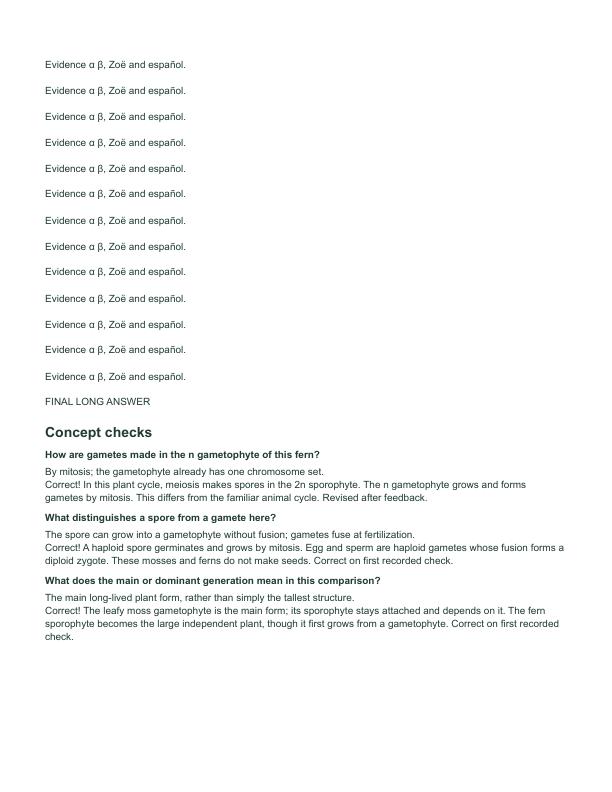 Evidence α β, Zoë and español.
Evidence α β, Zoë and español.
Evidence α β, Zoë and español.
Evidence α β, Zoë and español.
Evidence α β, Zoë and español.
Evidence α β, Zoë and español.
Evidence α β, Zoë and español.
Evidence α β, Zoë and español.
Evidence α β, Zoë and español.
Evidence α β, Zoë and español.
Evidence α β, Zoë and español.
Evidence α β, Zoë and español.
Evidence α β, Zoë and español.
FINAL LONG ANSWER
Concept checks
How are gametes made in the n gametophyte of this fern?
By mitosis; the gametophyte already has one chromosome set.
Correct! In this plant cycle, meiosis makes spores in the 2n sporophyte. The n gametophyte grows and forms
gametes by mitosis. This differs from the familiar animal cycle. Revised after feedback.
What distinguishes a spore from a gamete here?
The spore can grow into a gametophyte without fusion; gametes fuse at fertilization.
Correct! A haploid spore germinates and grows by mitosis. Egg and sperm are haploid gametes whose fusion forms a
diploid zygote. These mosses and ferns do not make seeds. Correct on first recorded check.
What does the main or dominant generation mean in this comparison?
The main long-lived plant form, rather than simply the tallest structure.
Correct! The leafy moss gametophyte is the main form; its sporophyte stays attached and depends on it. The fern
sporophyte becomes the large independent plant, though it first grows from a gametophyte. Correct on first recorded
check.